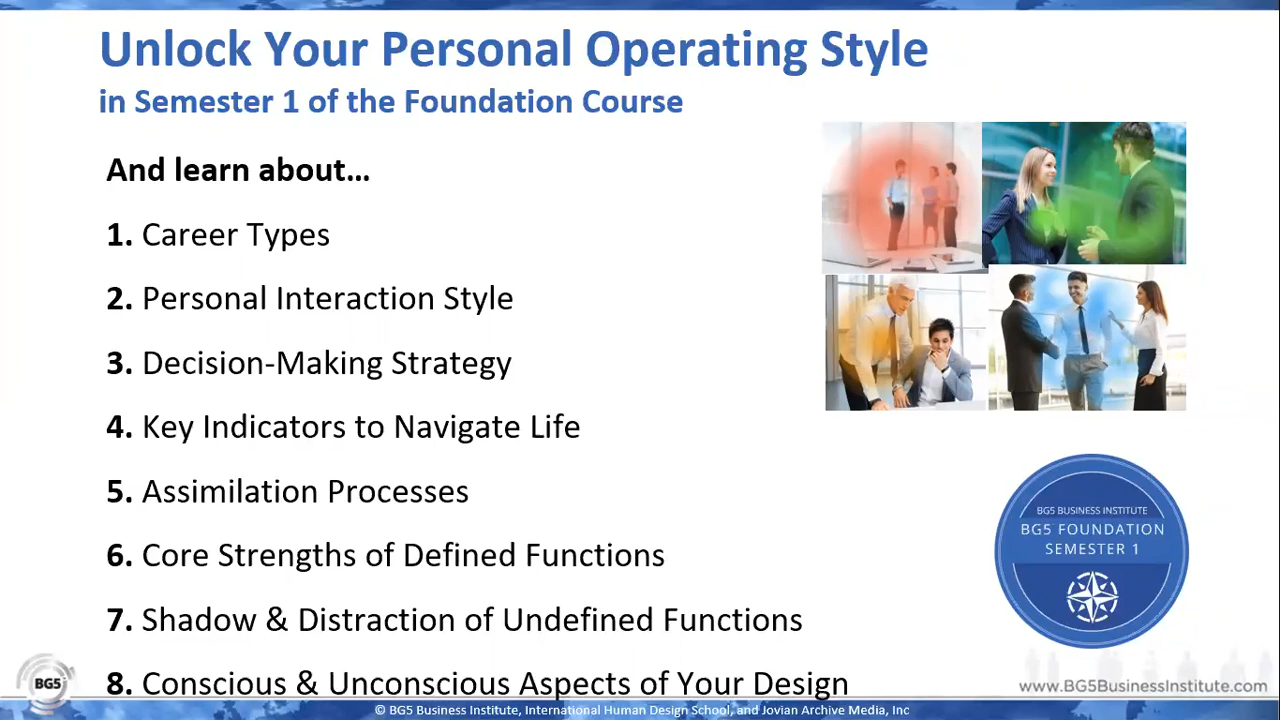 Unlock Your Personal Operating Style
in Semester 1 of the Foundation Course
And learn about…
1. Career Types
2. Personal Interaction Style
3. Decision-Making Strategy
4. Key Indicators to Navigate Life
5. Assimilation Processes
6. Core Strengths of Defined Functions
7. Shadow & Distraction of Undefined Functions
8. Conscious & Unconscious Aspects of Your Design
BG5 BUSINESS INSTITUTE
BG5 FOUNDATION
SEMESTER 1
BG5
www.BG5BusinessInstitute.com
© BG5 Business Institute, International Human Design School, and Jovian Archive Media, Inc